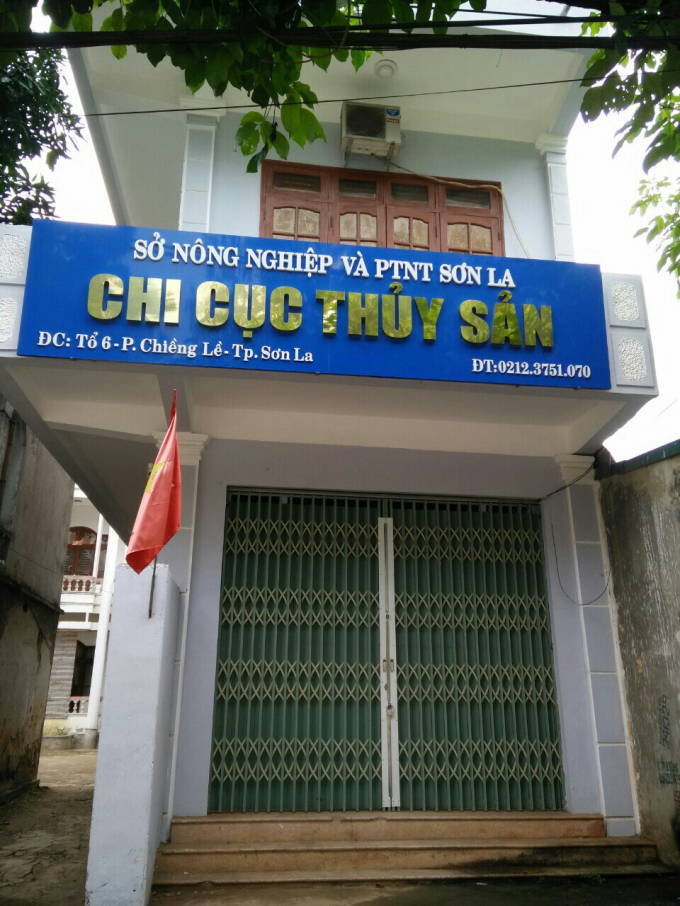 SỞ NÔNG NGHIỆP VÀ PTNT SƠN LA
CHI CỤC THỦY SẢN
ĐC: Tổ 6-P. Chiềng Lề-Tp. Sơn La
ĐT:0212.3751.070